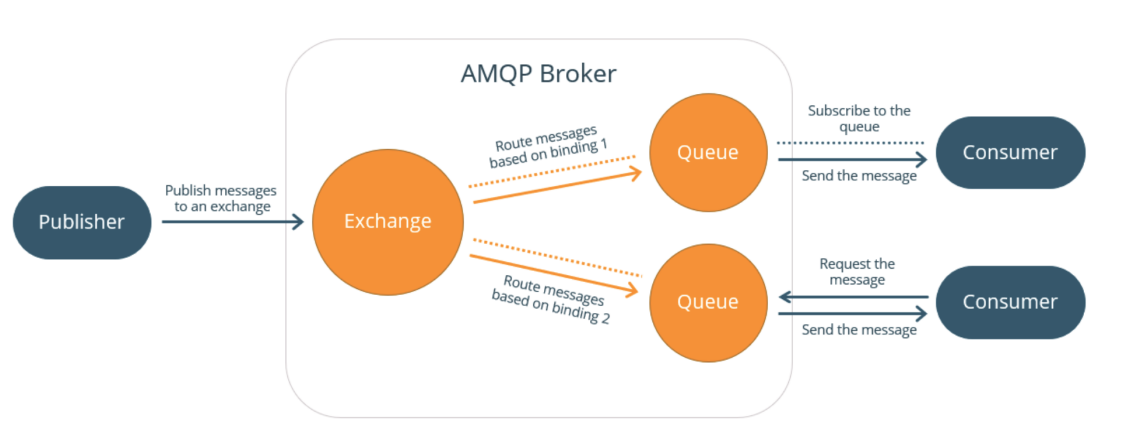 AMQP Broker
Publisher
Publish messages
to an exchange
Exchange
Route messages
based on binding 1
Queue
Subscribe to the
queue
Send the message
Consumer
Route messages
based on binding 2
Queue
Request the
message
Send the message
Consumer